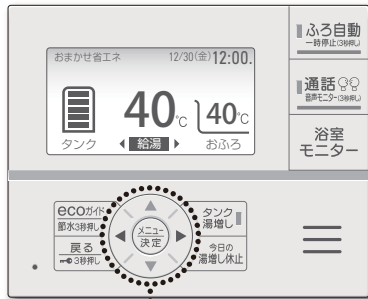 おまかせ省エネ 12/30(金)12:00.
40℃ 40℃
タンク 給湯 おふろ
ふろ自動
一時停止(3秒押し)
通話
音声モニター(3秒押し)
浴室
モニター
ecoガイド
節水3秒押し
戻る
3秒押し
メニュー
決定
タンク
湯増し
今日の
湯増し休止